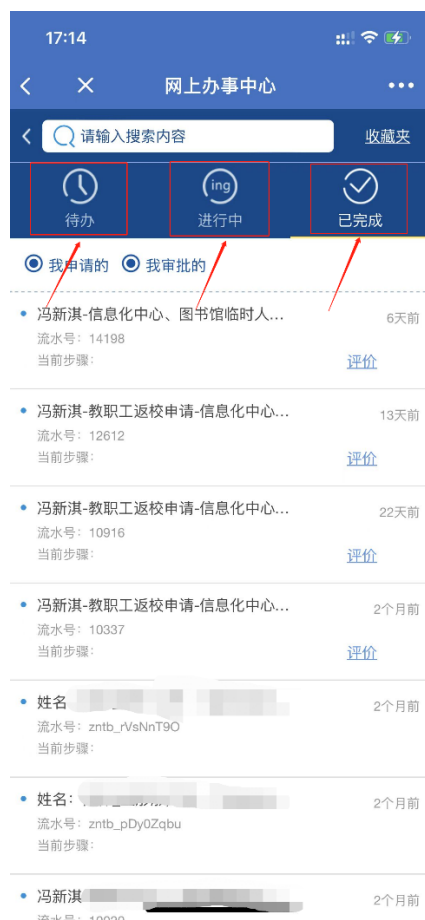 17:14
网上办事中心
请输入搜索内容
收藏夹
ing
待办
进行中
已完成
我申请的
我审批的
冯新淇-信息化中心、图书馆临时人...
6天前
流水号：14198
当前步骤：
评价
冯新淇-教职工返校申请-信息化中心...
13天前
流水号：12612
当前步骤：
评价
冯新淇-教职工返校申请-信息化中心...
22天前
流水号：10916
当前步骤：
评价
冯新淇-教职工返校申请-信息化中心...
2个月前
流水号：10337
当前步骤：
评价
姓名
2个月前
流水号：zntb_rVsNnT9O
当前步骤：
姓名：
2个月前
流水号：zntb_pDy0Zqbu
当前步骤：
冯新淇
2个月前